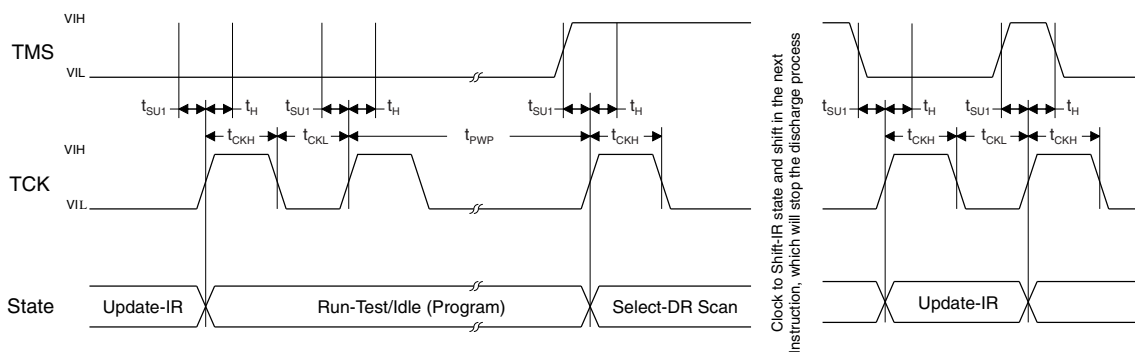 VIH
TMS
VIL
tSU1 tH tSU1 tH tSU1 tH tSU1 tH tSU1 tH
tCKH tCKL tPWP tCKH tCKH tCKL tCKH
VIH
TCK
VIL
State
Update-IR
Run-Test/Idle (Program)
Select-DR Scan
Clock to Shift-IR state and shift in the next
Instruction, which will stop the discharge process
Update-IR